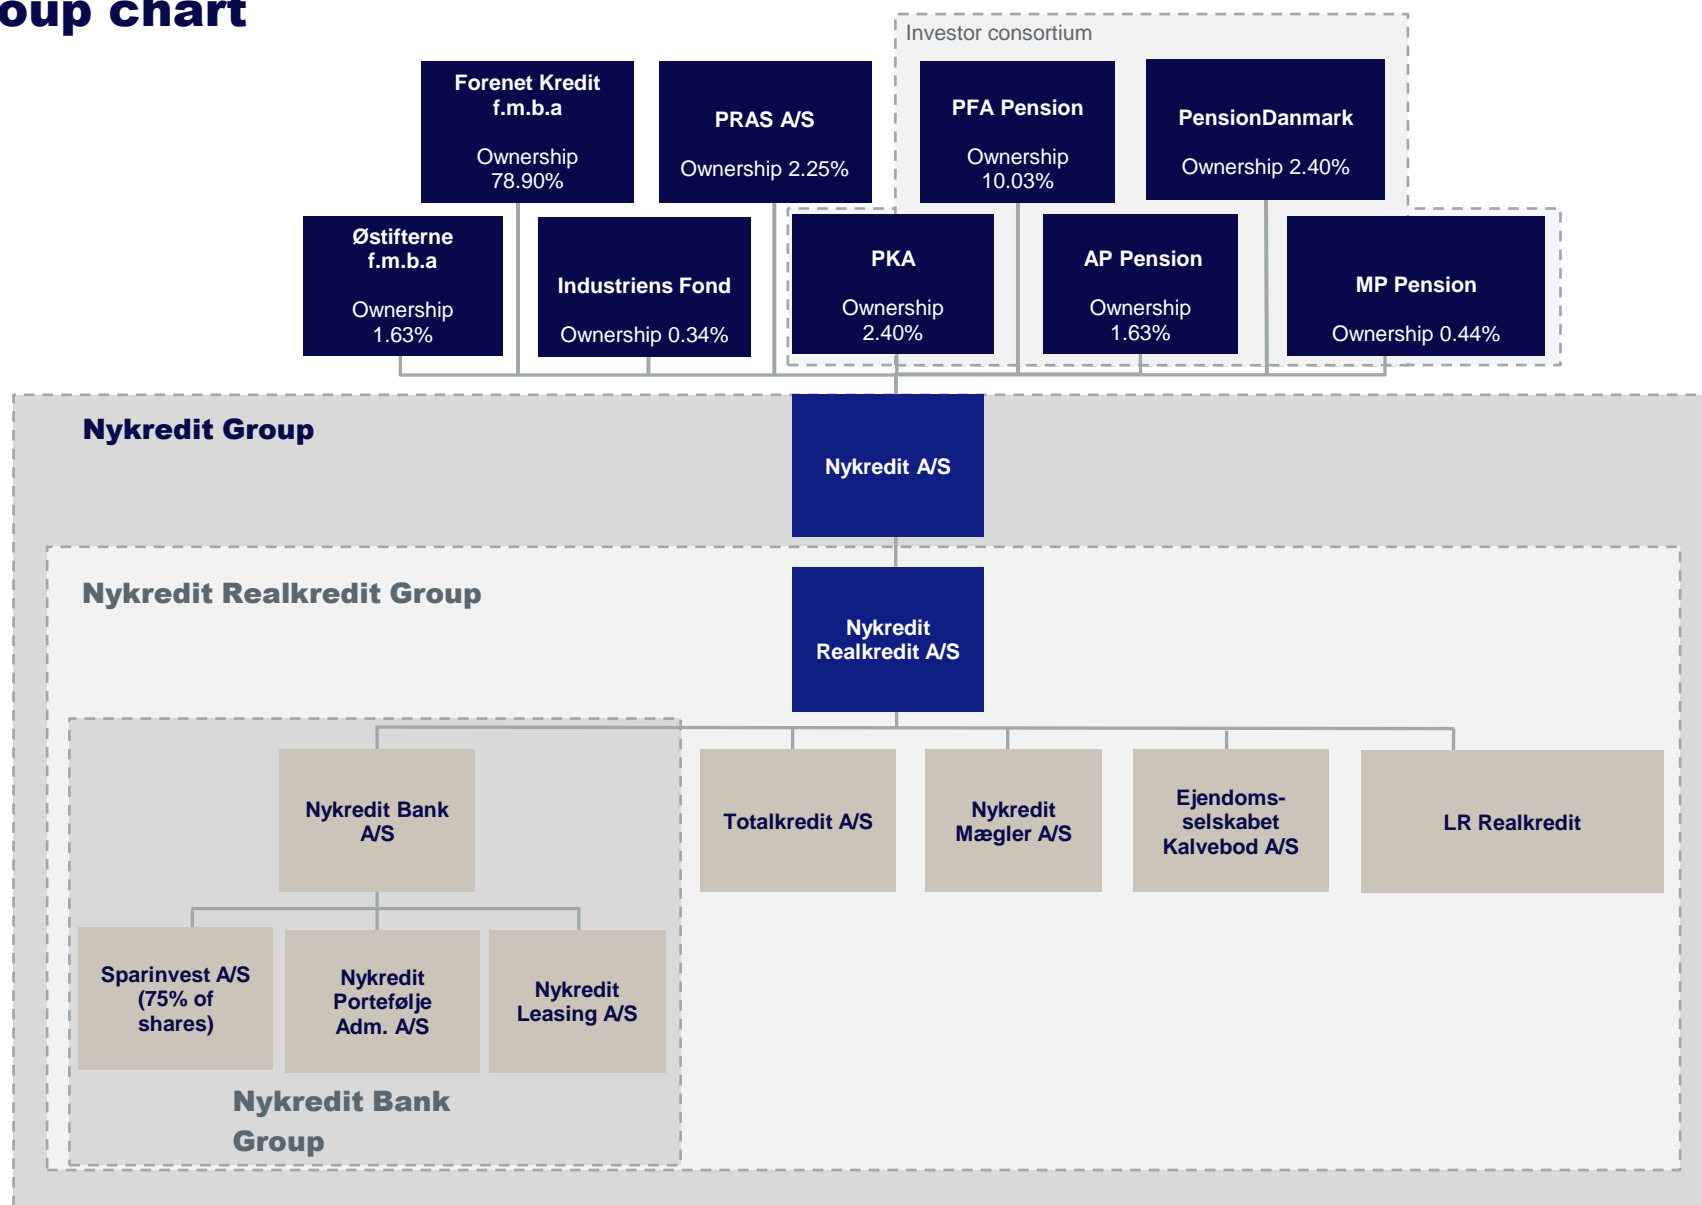 oup chart
Investor consortium
Forenet Kredit
f.m.b.a
Ownership
78.90%
PRAS A/S
Ownership 2.25%
PFA Pension
Ownership
10.03%
PensionDanmark
Ownership 2.40%
Østifterne
f.m.b.a
Ownership
1.63%
Industriens Fond
Ownership 0.34%
PKA
Ownership
2.40%
AP Pension
Ownership
1.63%
MP Pension
Ownership 0.44%
Nykredit Group
Nykredit A/S
Nykredit Realkredit Group
Nykredit
Realkredit A/S
Nykredit Bank
A/S
Totalkredit A/S
Nykredit
Mægler A/S
Ejendoms-
selskabet
Kalvebod A/S
LR Realkredit
Sparinvest A/S
(75% of
shares)
Nykredit
Portefølje
Adm. A/S
Nykredit
Leasing A/S
Nykredit Bank
Group